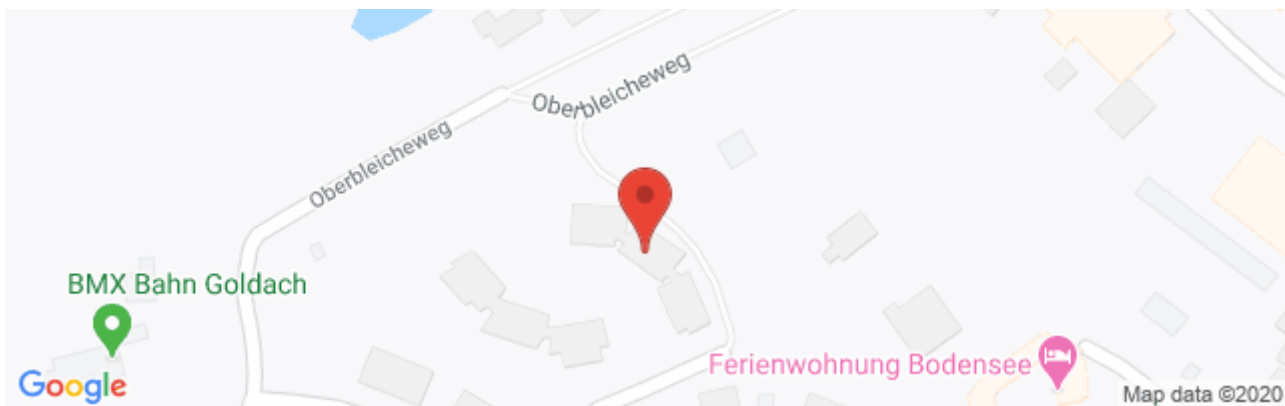 Oberbleicheweg
Oberbleicheweg
BMX Bahn Goldach
Ferienwohnung Bodensee
Google
Map data ©2020